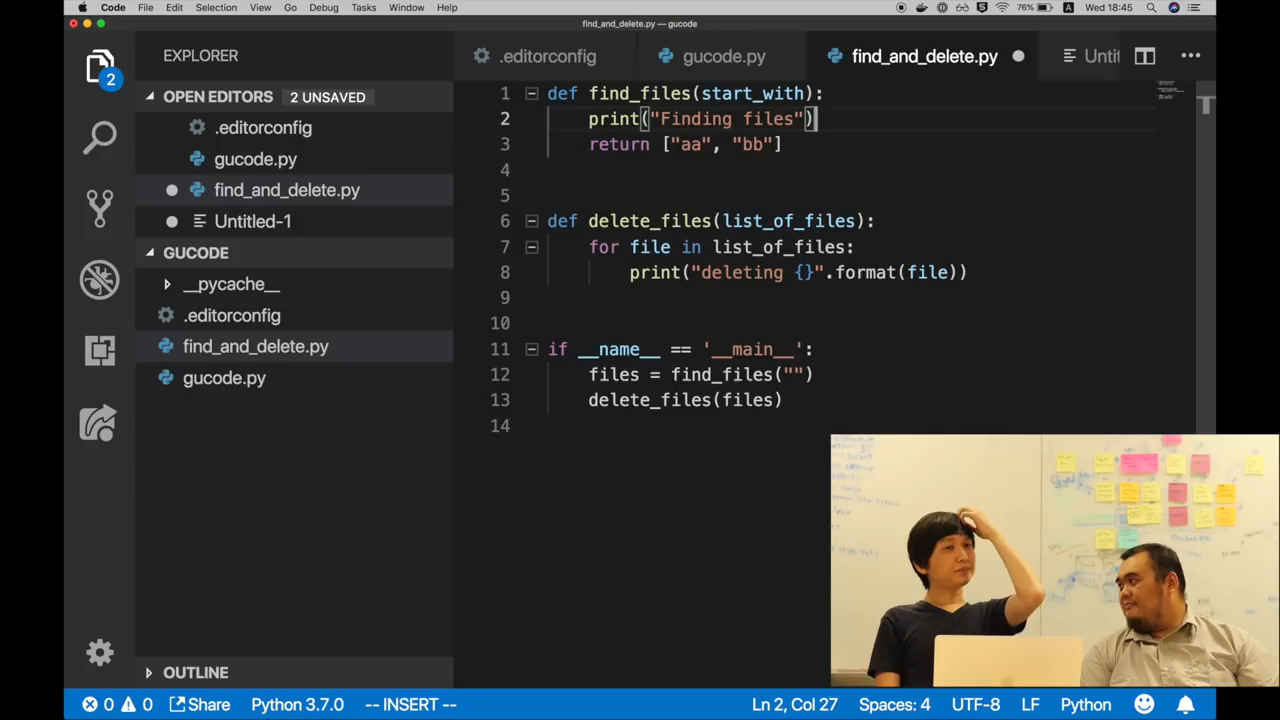 Code File Edit Selection View Go Debug Tasks Window Help 76% A Wed 18:45
find_and_delete.py — gucode
EXPLORER
OPEN EDITORS 2 UNSAVED
.editorconfig
gucode.py
find_and_delete.py
Untitled-1
GUCODE
__pycache__
.editorconfig
find_and_delete.py
gucode.py
OUTLINE
2
.editorconfig gucode.py find_and_delete.py Untit
1 def find_files(start_with):
2 print("Finding files")
3 return ["aa", "bb"]
4
5
6 def delete_files(list_of_files):
7 for file in list_of_files:
8 print("deleting {}".format(file))
9
10
11 if __name__ == '__main__':
12 files = find_files("")
13 delete_files(files)
14
0 0 Share Python 3.7.0 -- INSERT -- Ln 2, Col 27 Spaces: 4 UTF-8 LF Python